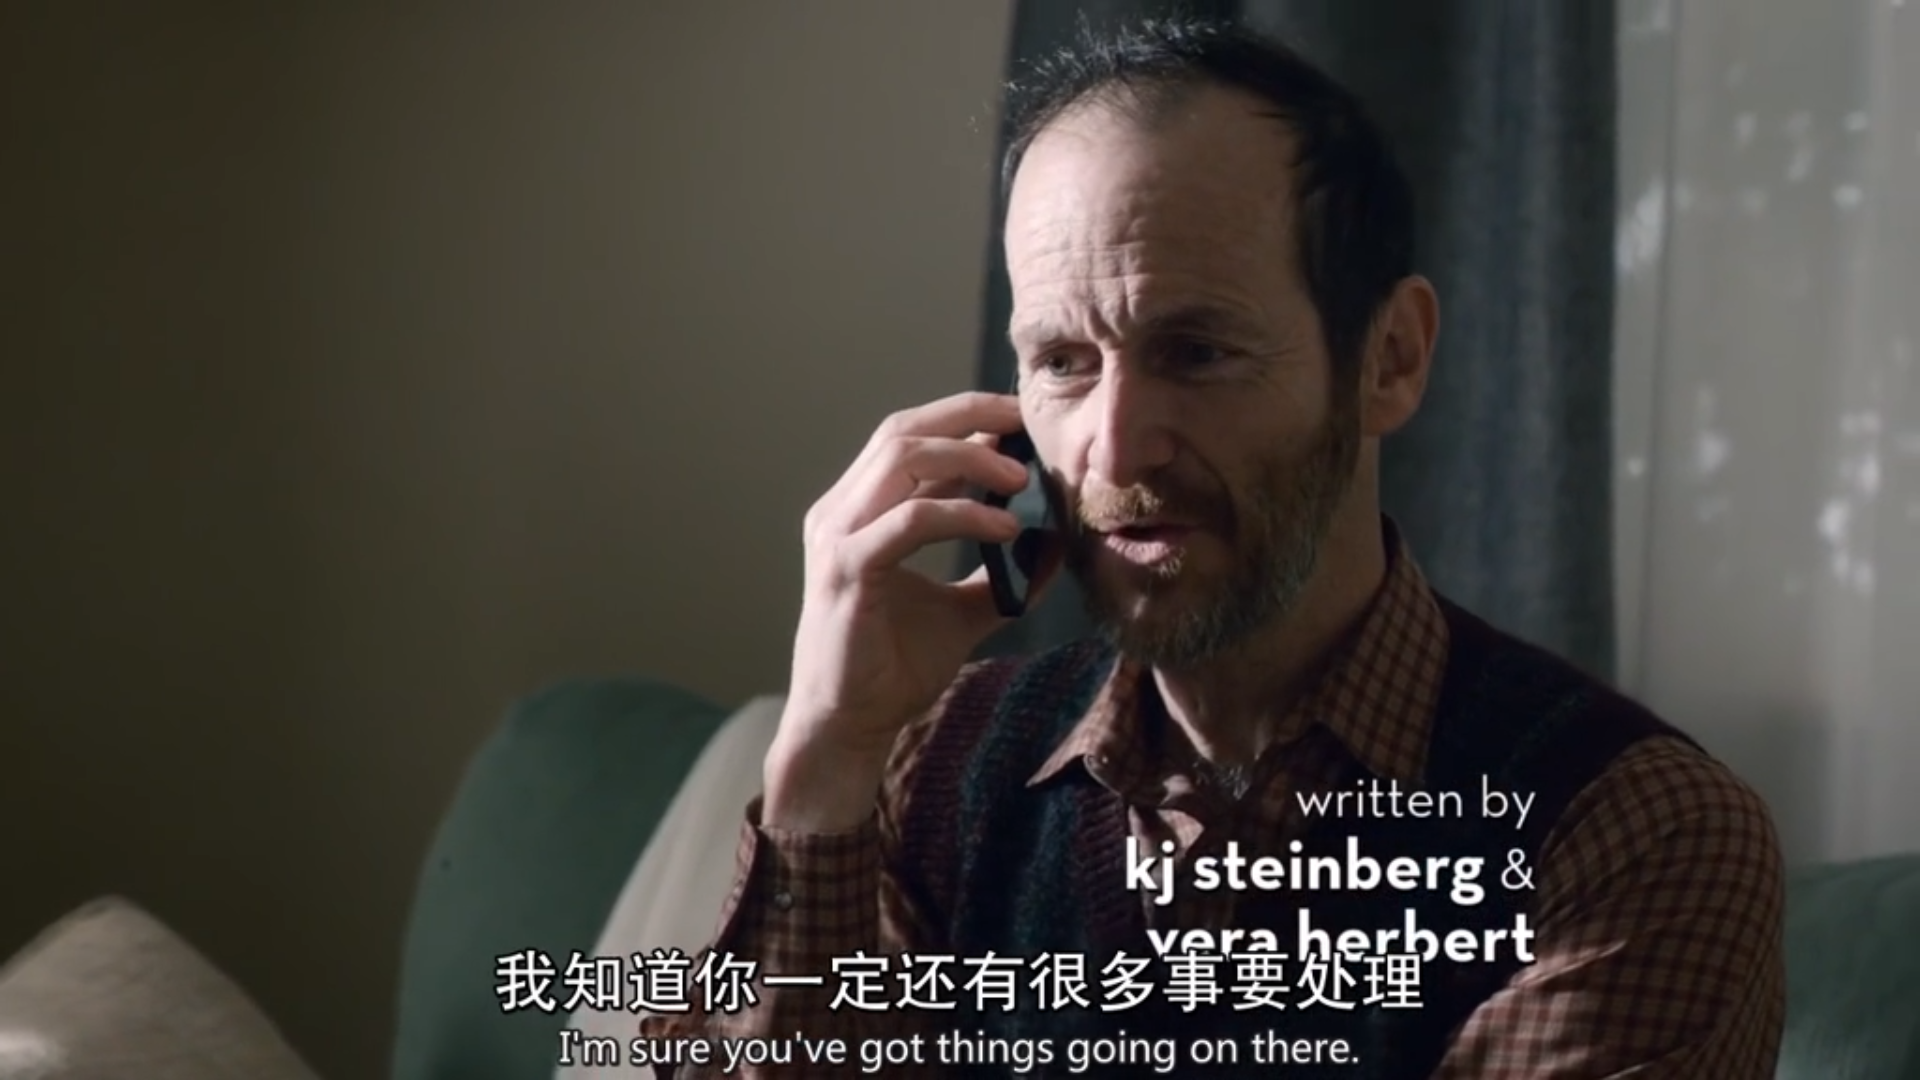 written by
kj steinberg &
vera herbert
我知道你一定还有很多事要处理
I'm sure you've got things going on there.